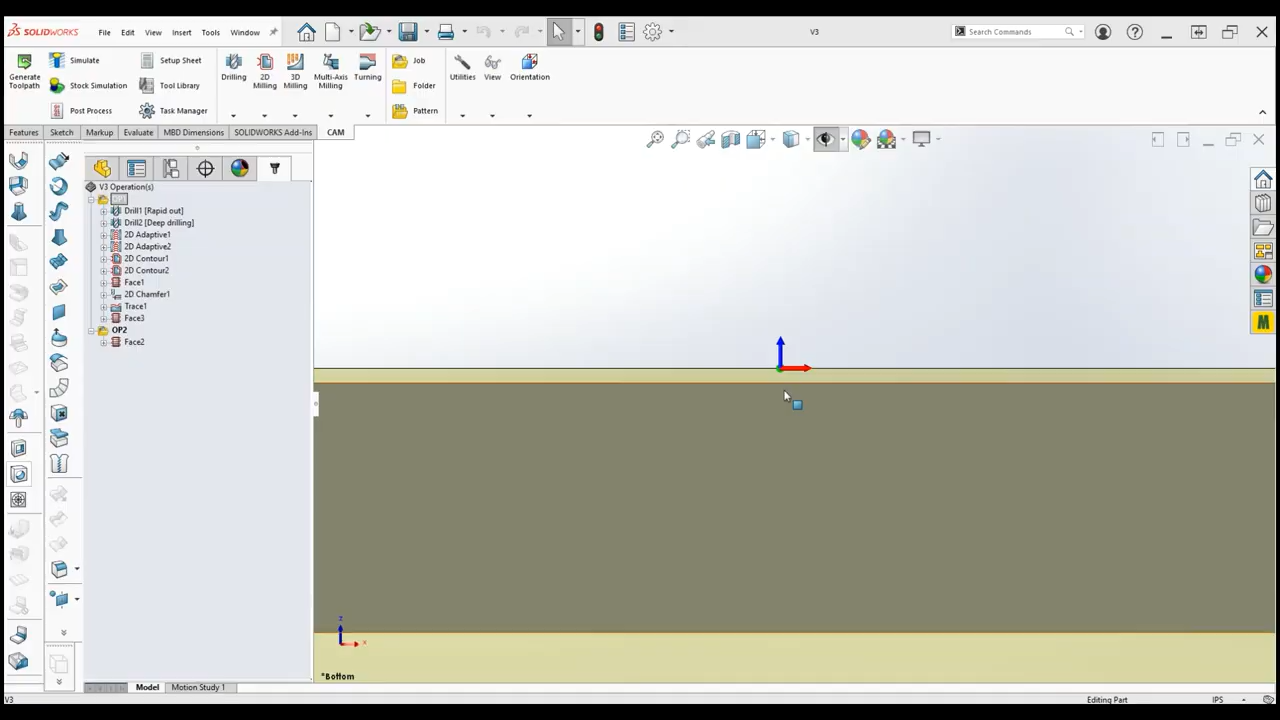 SOLIDWORKS File Edit View Insert Tools Window V3 Search Commands
Generate Toolpath
Simulate
Stock Simulation
Post Process
Setup Sheet
Tool Library
Task Manager
Drilling
2D Milling
3D Milling
Multi-Axis Milling
Turning
Job
Folder
Pattern
Utilities
View
Orientation
Features Sketch Markup Evaluate MBD Dimensions SOLIDWORKS Add-Ins CAM
V3 Operation(s)
Drill1 [Rapid out]
Drill2 [Deep drilling]
2D Adaptive1
2D Adaptive2
2D Contour1
2D Contour2
Face1
2D Chamfer1
Trace1
Face3
OP2
Face2
M
z
x
*Bottom
Model Motion Study 1
V3 Editing Part IPS